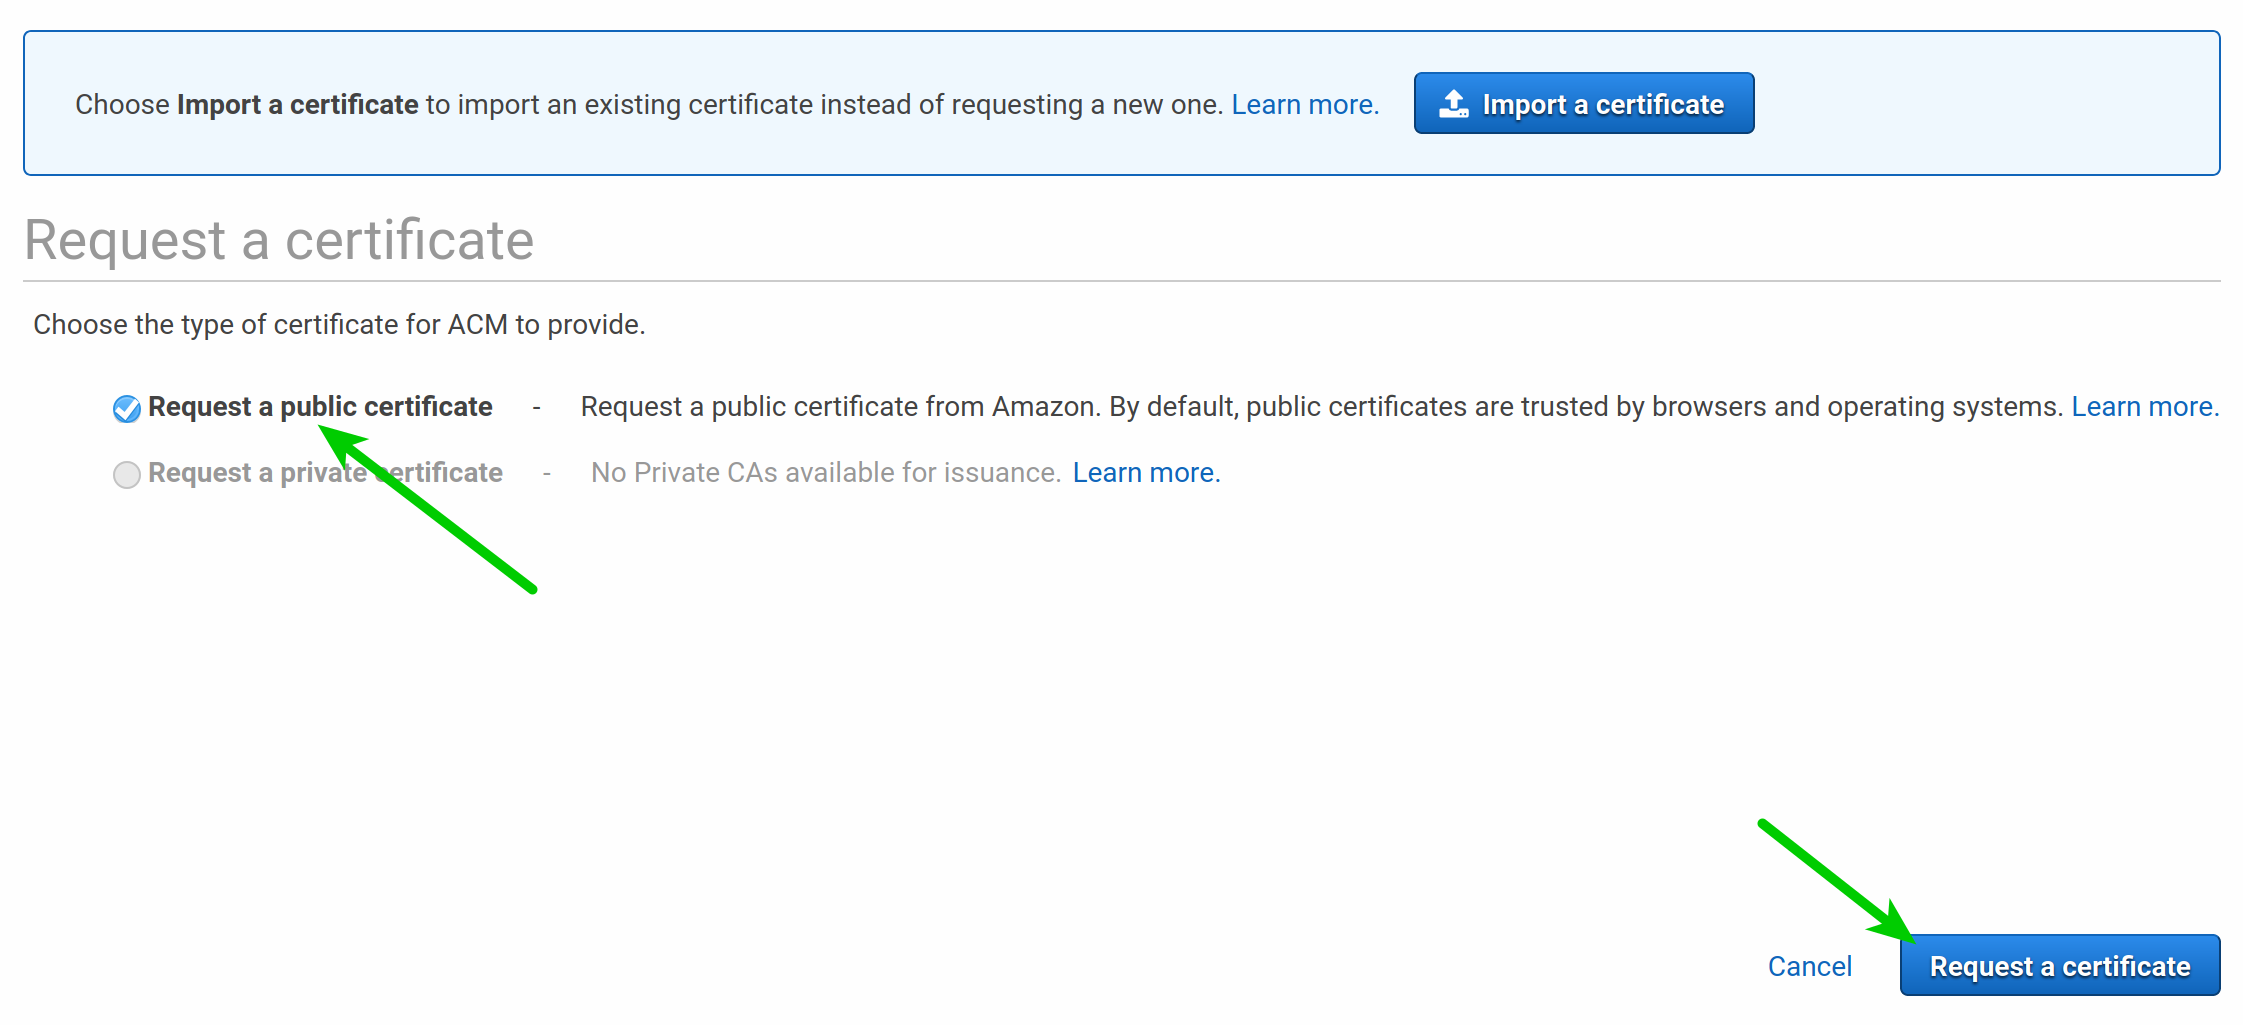 Choose Import a certificate to import an existing certificate instead of requesting a new one. Learn more. Import a certificate
Request a certificate
Choose the type of certificate for ACM to provide.
Request a public certificate - Request a public certificate from Amazon. By default, public certificates are trusted by browsers and operating systems. Learn more.
Request a private certificate - No Private CAs available for issuance. Learn more.
Cancel Request a certificate